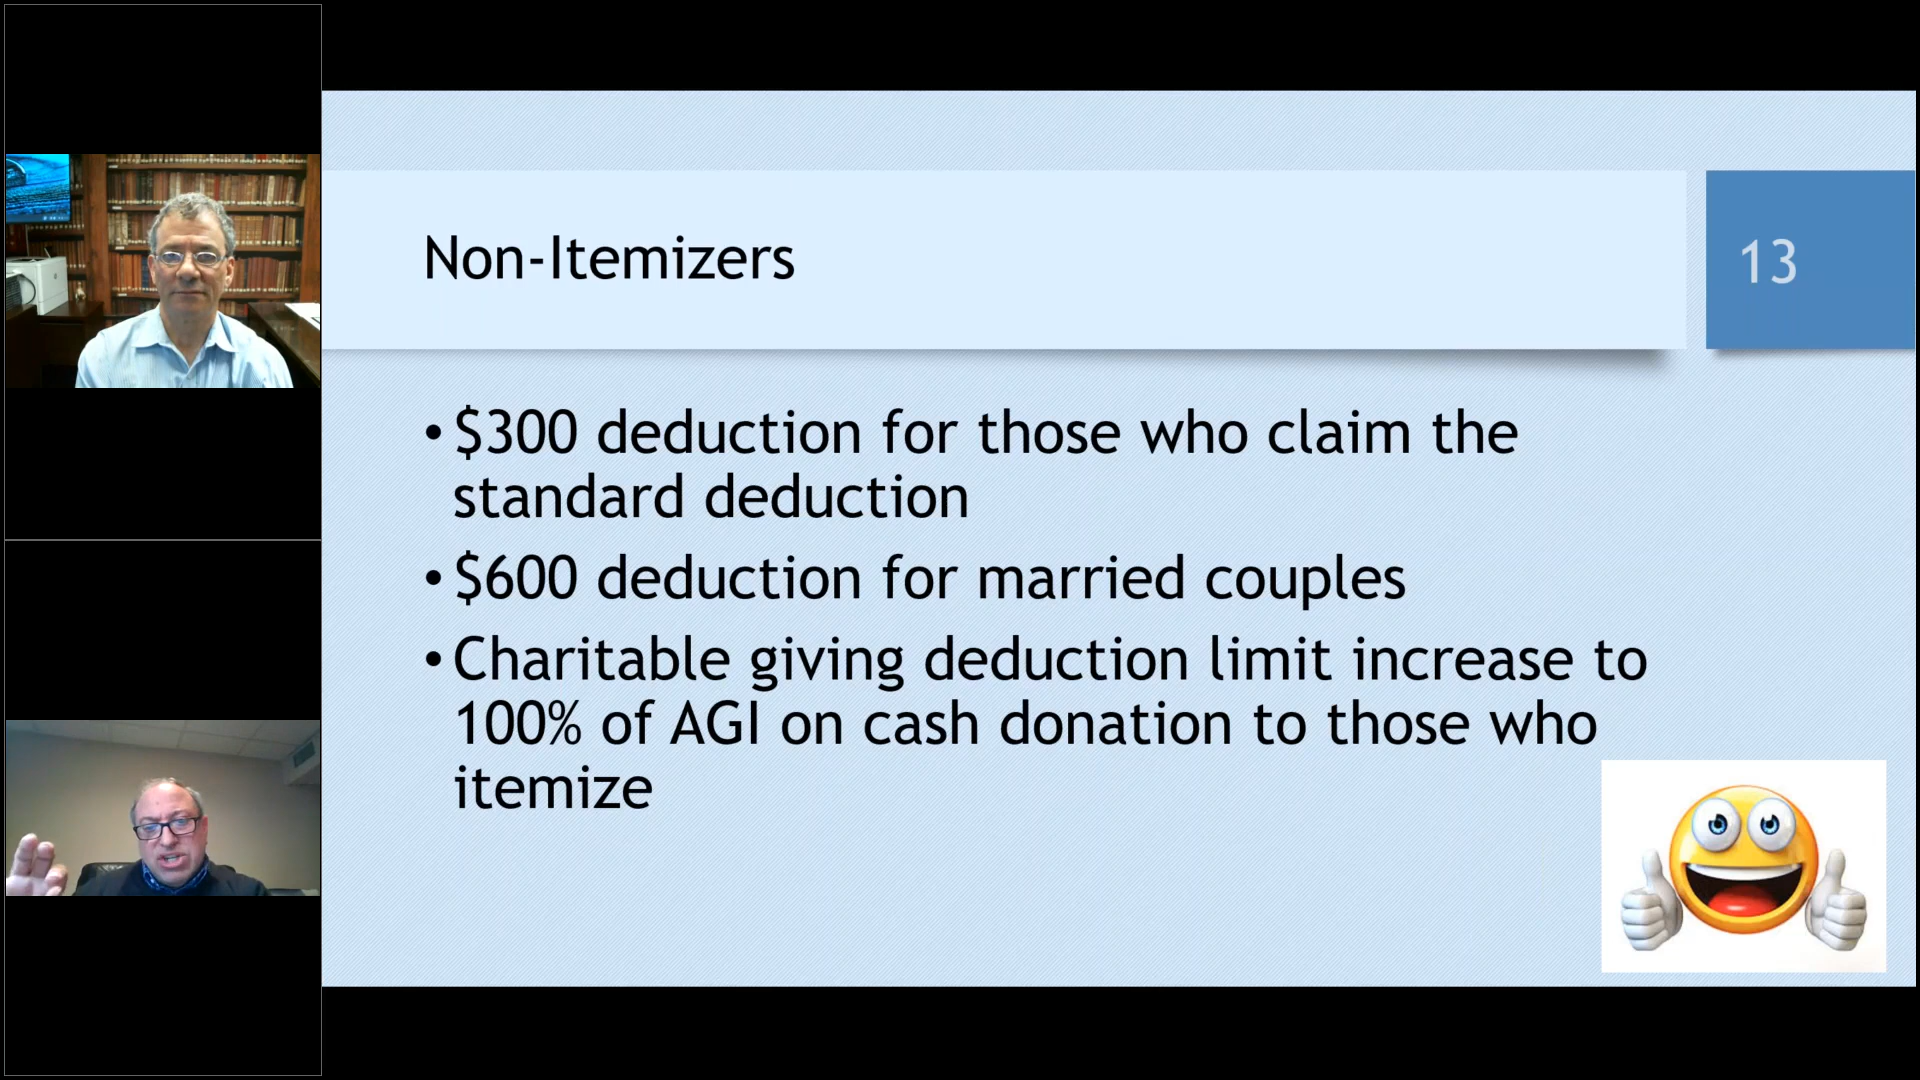 Non-Itemizers
13
• $300 deduction for those who claim the
standard deduction
• $600 deduction for married couples
• Charitable giving deduction limit increase to
100% of AGI on cash donation to those who
itemize